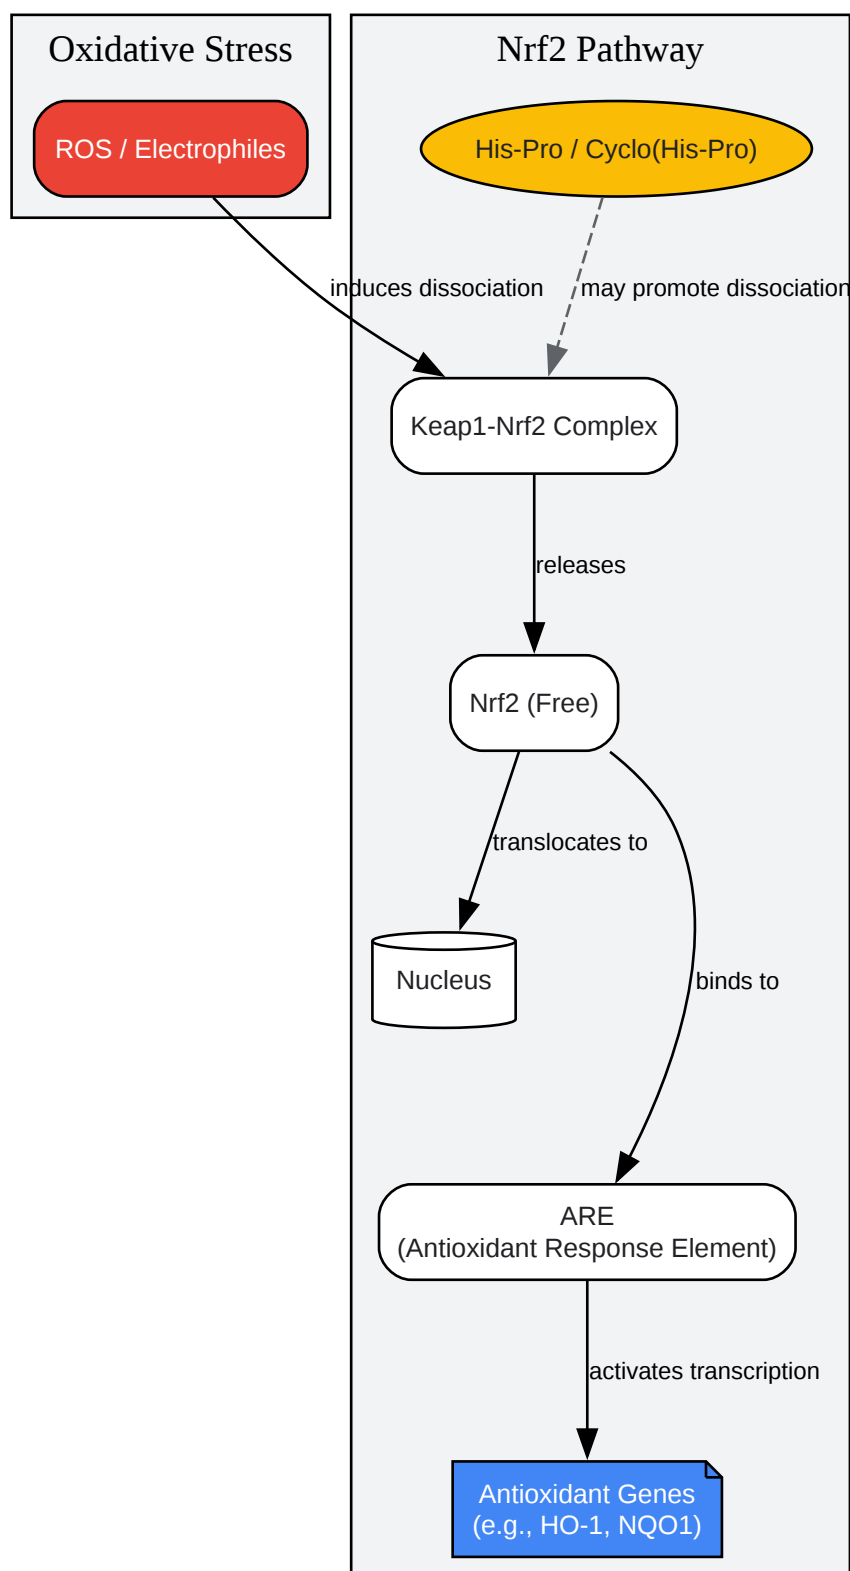 Oxidative Stress
Nrf2 Pathway
ROS / Electrophiles
His-Pro / Cyclo(His-Pro)
induces dissociation
may promote dissociation
Keap1-Nrf2 Complex
releases
Nrf2 (Free)
translocates to
Nucleus
binds to
ARE
(Antioxidant Response Element)
activates transcription
Antioxidant Genes
(e.g., HO-1, NQO1)